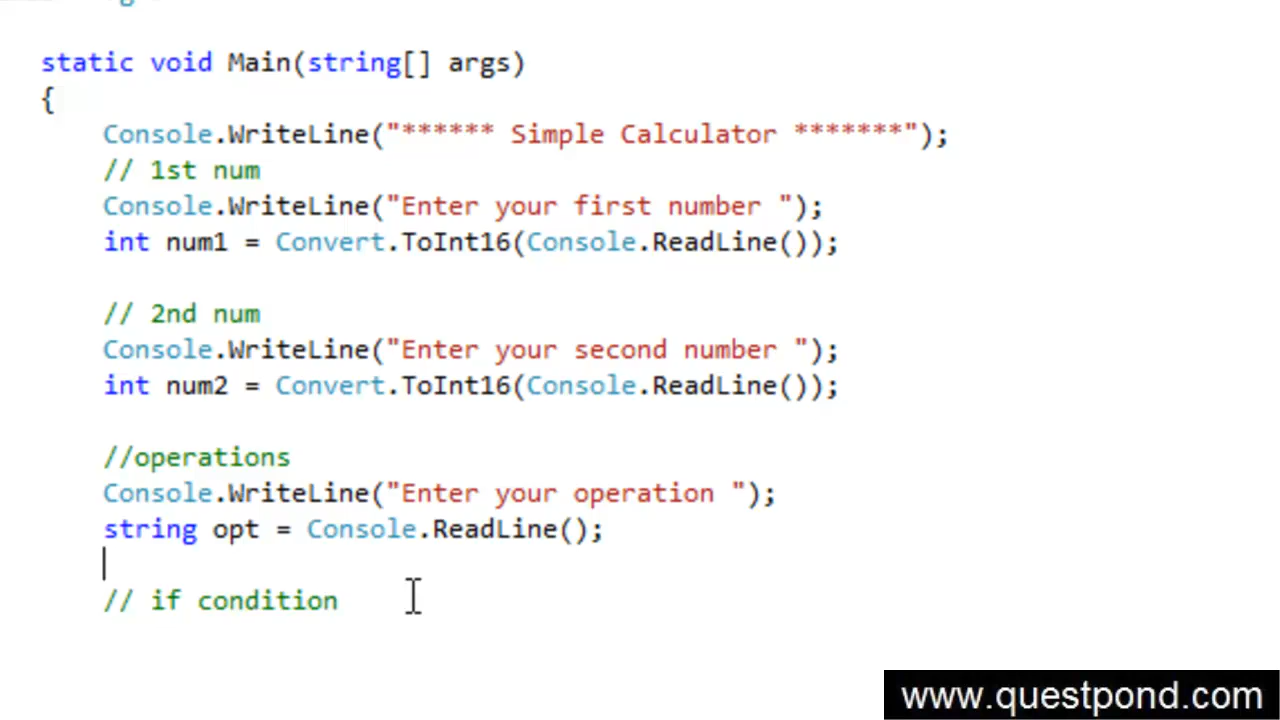 static void Main(string[] args)
{
Console.WriteLine("****** Simple Calculator *******");
// 1st num
Console.WriteLine("Enter your first number ");
int num1 = Convert.ToInt16(Console.ReadLine());
// 2nd num
Console.WriteLine("Enter your second number ");
int num2 = Convert.ToInt16(Console.ReadLine());
//operations
Console.WriteLine("Enter your operation ");
string opt = Console.ReadLine();
// if condition
www.questpond.com